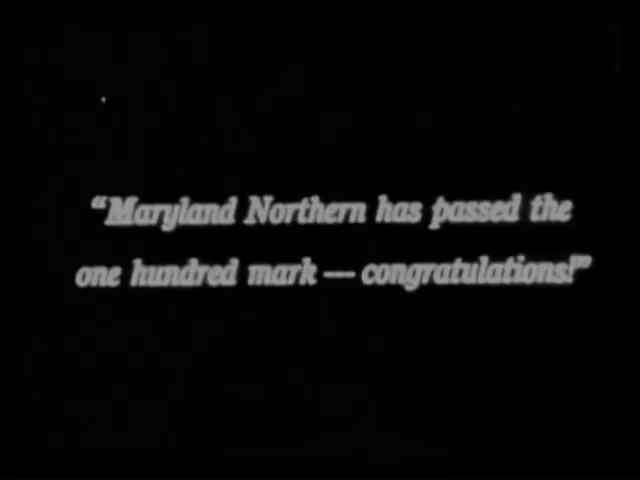 “Maryland Northern has passed the
one hundred mark — congratulations!”